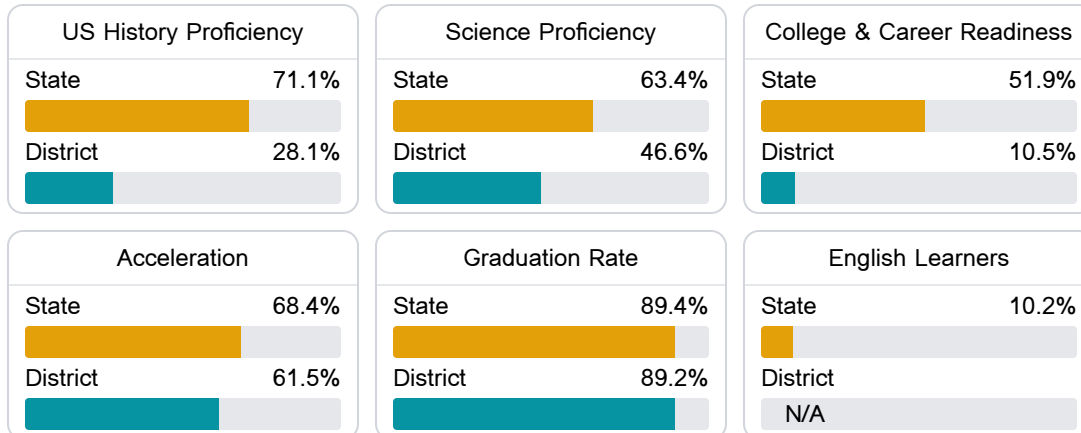 US History Proficiency
State 71.1%
District 28.1%
Science Proficiency
State 63.4%
District 46.6%
College & Career Readiness
State 51.9%
District 10.5%
Acceleration
State 68.4%
District 61.5%
Graduation Rate
State 89.4%
District 89.2%
English Learners
State 10.2%
District
N/A